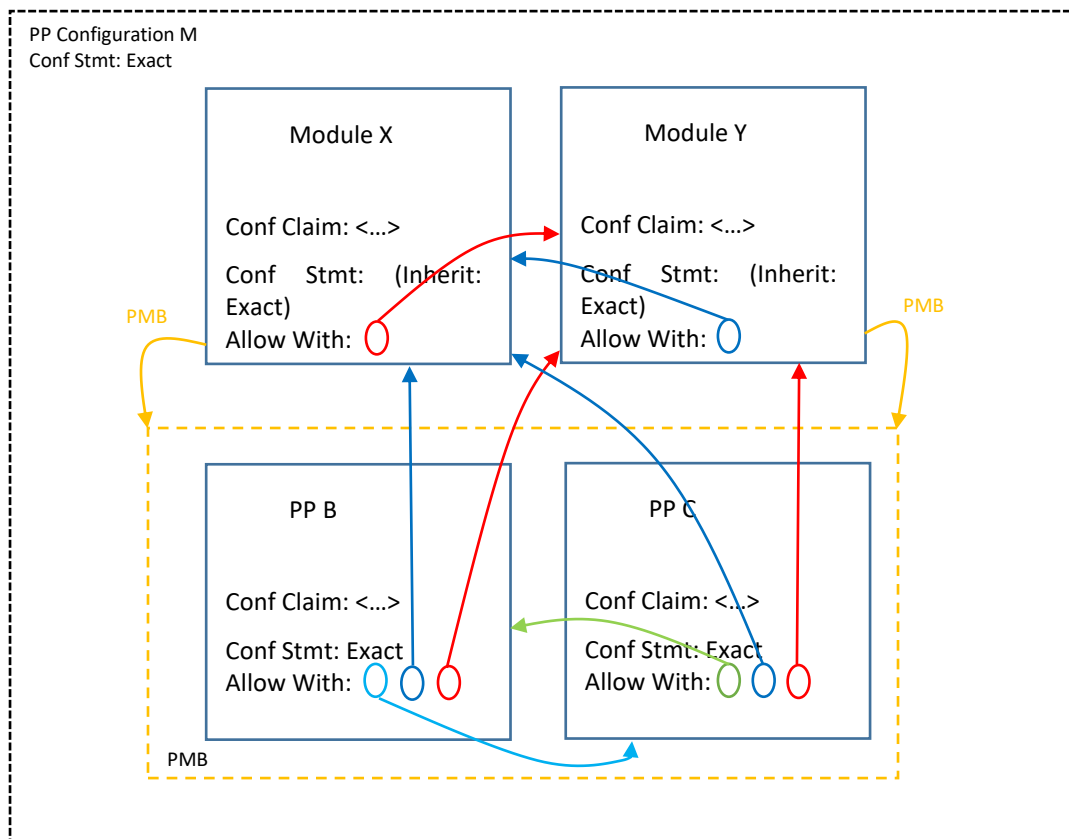 PP Configuration M
Conf Stmt: Exact
Module X
Conf Claim: <...>
Conf Stmt: (Inherit:
Exact)
Allow With:
Module Y
Conf Claim: <...>
Conf Stmt: (Inherit:
Exact)
Allow With:
PMB
PMB
PP B
Conf Claim: <...>
Conf Stmt: Exact
Allow With:
PP C
Conf Claim: <...>
Conf Stmt: Exact
Allow With:
PMB